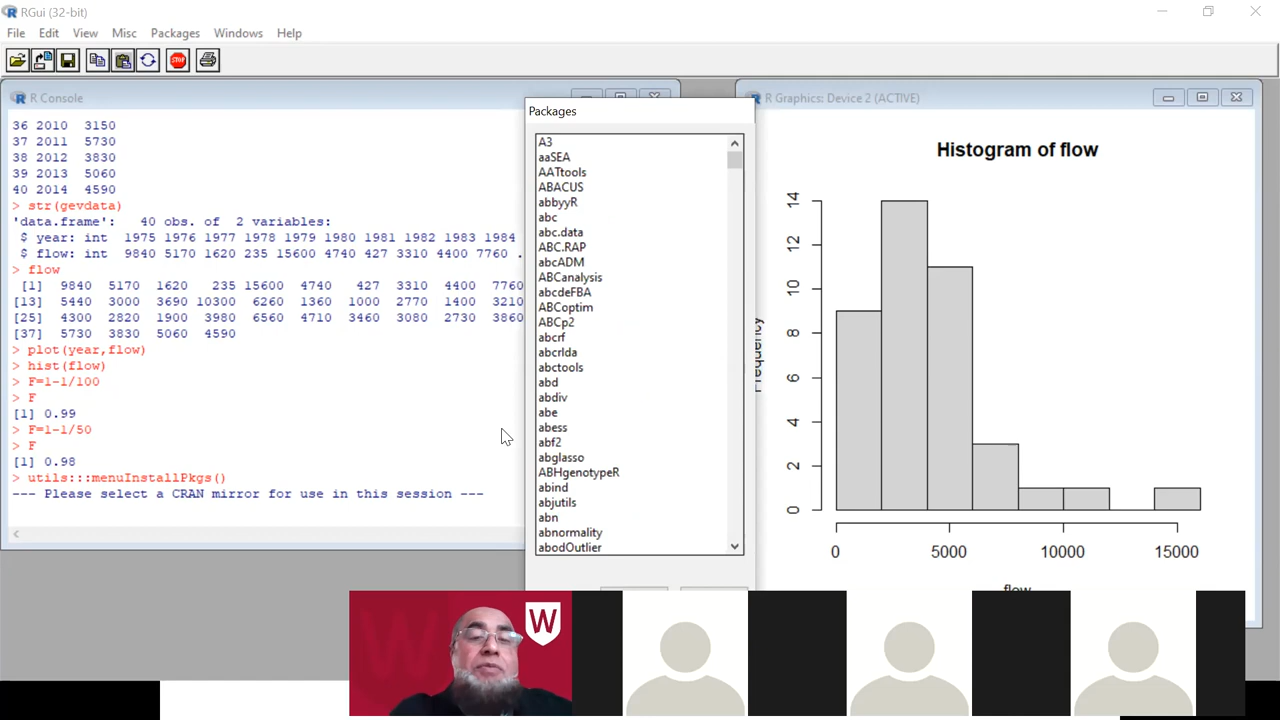 RGui (32-bit)
File Edit View Misc Packages Windows Help
STOP
R Console
36 2010 3150
37 2011 5730
38 2012 3830
39 2013 5060
40 2014 4590
> str(gevdata)
'data.frame': 40 obs. of 2 variables:
$ year: int 1975 1976 1977 1978 1979 1980 1981 1982 1983 1984
$ flow: int 9840 5170 1620 235 15600 4740 427 3310 4400 7760 .
> flow
[1] 9840 5170 1620 235 15600 4740 427 3310 4400 7760
[13] 5440 3000 3690 10300 6260 1360 1000 2770 1400 3210
[25] 4300 2820 1900 3980 6560 4710 3460 3080 2730 3860
[37] 5730 3830 5060 4590
> plot(year,flow)
> hist(flow)
> F=1-1/100
> F
[1] 0.99
> F=1-1/50
> F
[1] 0.98
> utils:::menuInstallPkgs()
--- Please select a CRAN mirror for use in this session ---
Packages
A3
aaSEA
AATtools
ABACUS
abbyyR
abc
abc.data
ABC.RAP
abcADM
ABCanalysis
abcdeFBA
ABCoptim
ABCp2
abcrf
abcrlda
abctools
abd
abdiv
abe
abess
abf2
abglasso
ABHgenotypeR
abind
abjutils
abn
abnormality
abodOutlier
R Graphics: Device 2 (ACTIVE)
Histogram of flow
Frequency
14
12
10
8
6
4
2
0
0 5000 10000 15000
flow
W